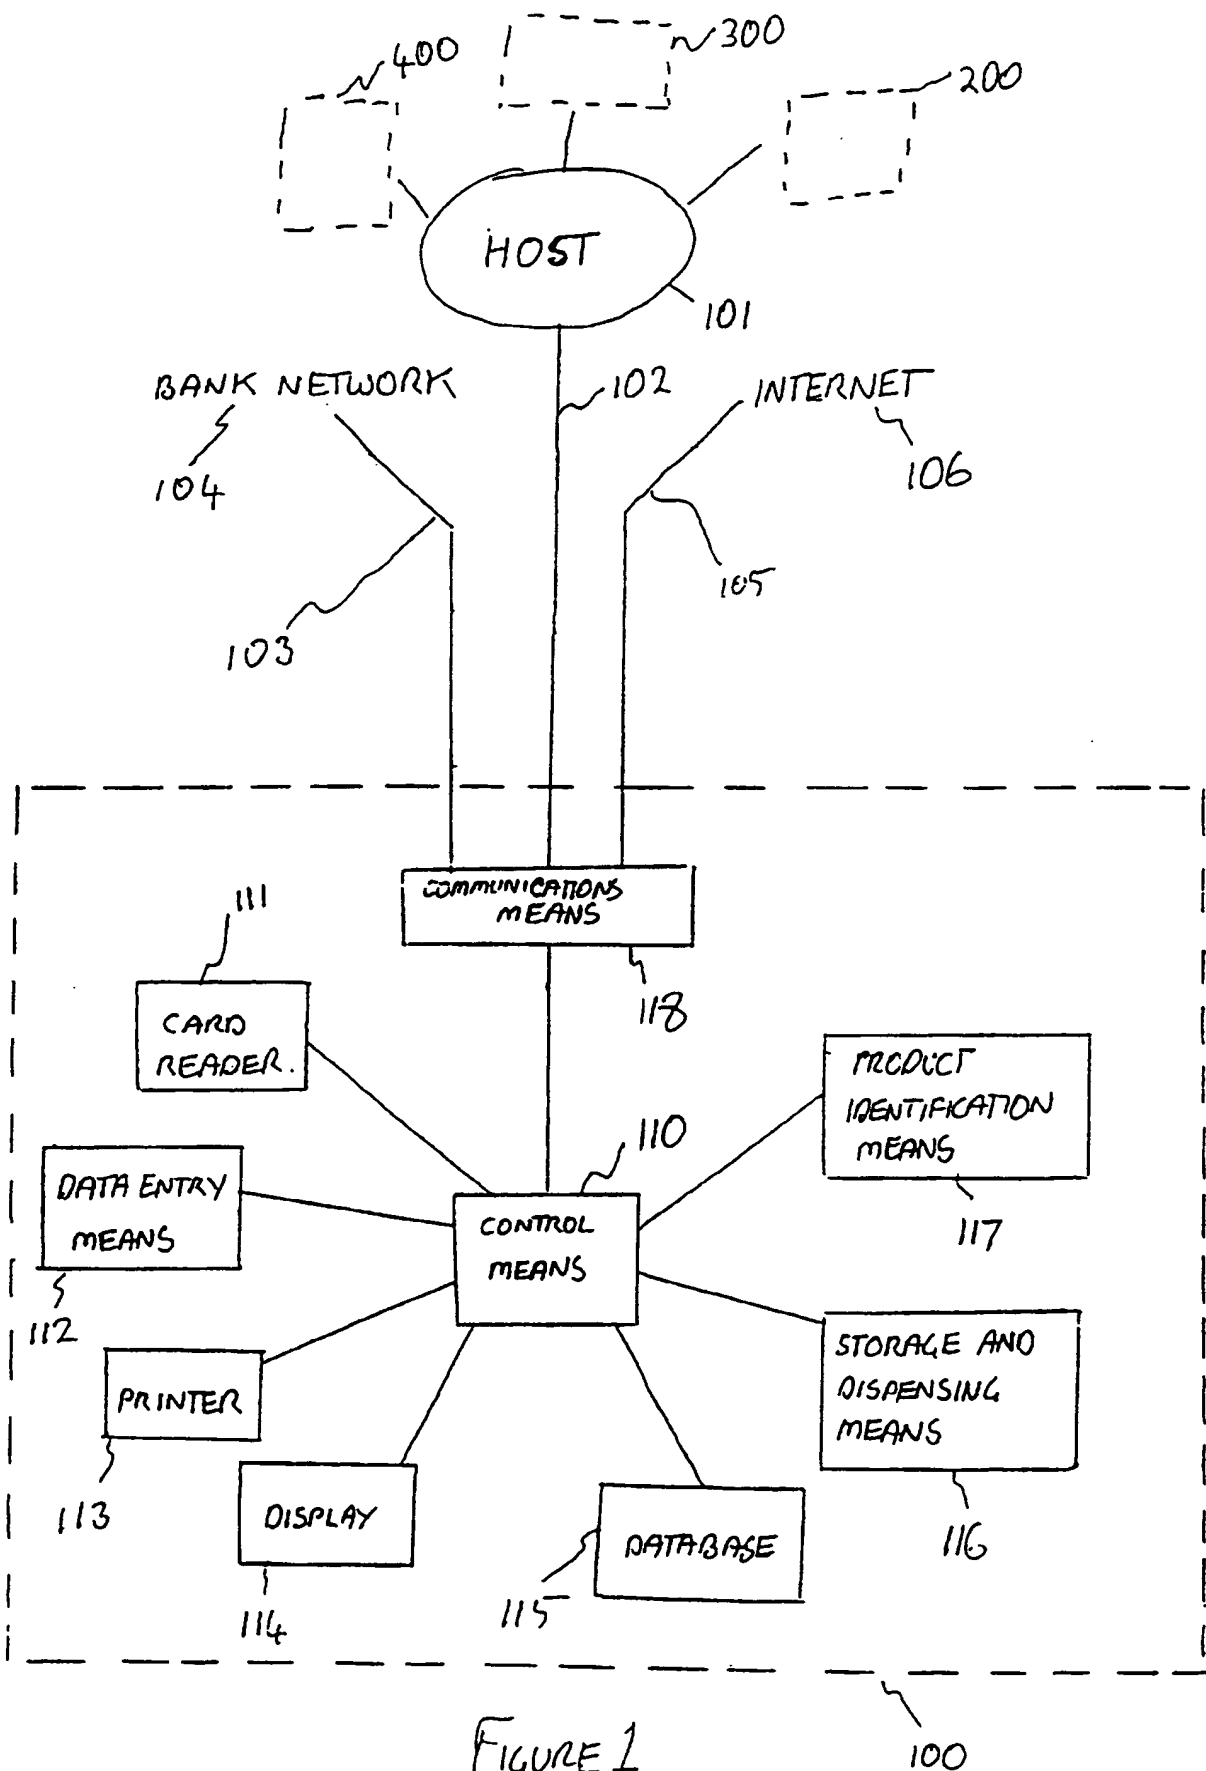 400
300
200
HOST
101
BANK NETWORK
102
INTERNET
104
106
103
105
COMMUNICATIONS
MEANS
118
111
CARD
READER.
PRODUCT
IDENTIFICATION
MEANS
117
110
CONTROL
MEANS
DATA ENTRY
MEANS
112
STORAGE AND
DISPENSING
MEANS
116
PRINTER
113
DISPLAY
114
DATABASE
115
100
FIGURE 1